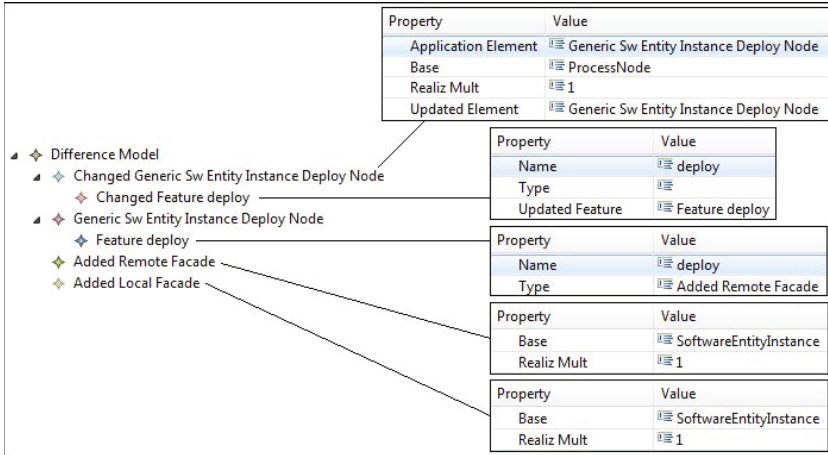 Property Value
Application Element Generic Sw Entity Instance Deploy Node
Base ProcessNode
Realiz Mult 1
Updated Element Generic Sw Entity Instance Deploy Node
Difference Model
Changed Generic Sw Entity Instance Deploy Node
Changed Feature deploy
Generic Sw Entity Instance Deploy Node
Feature deploy
Added Remote Facade
Added Local Facade
Property Value
Name deploy
Type
Updated Feature Feature deploy
Property Value
Name deploy
Type Added Remote Facade
Property Value
Base SoftwareEntityInstance
Realiz Mult 1
Property Value
Base SoftwareEntityInstance
Realiz Mult 1